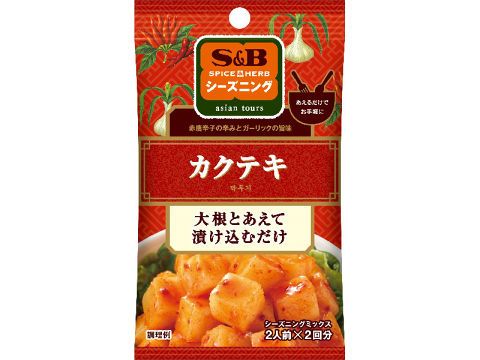 S&B
SPICE & HERB
シーズニング
asian tours
あえるだけで
お手軽に
赤唐辛子の辛みとガーリックの旨味
カクテキ
깍두기
大根とあえて
漬け込むだけ
調理例
シーズニングミックス
2人前×2回分